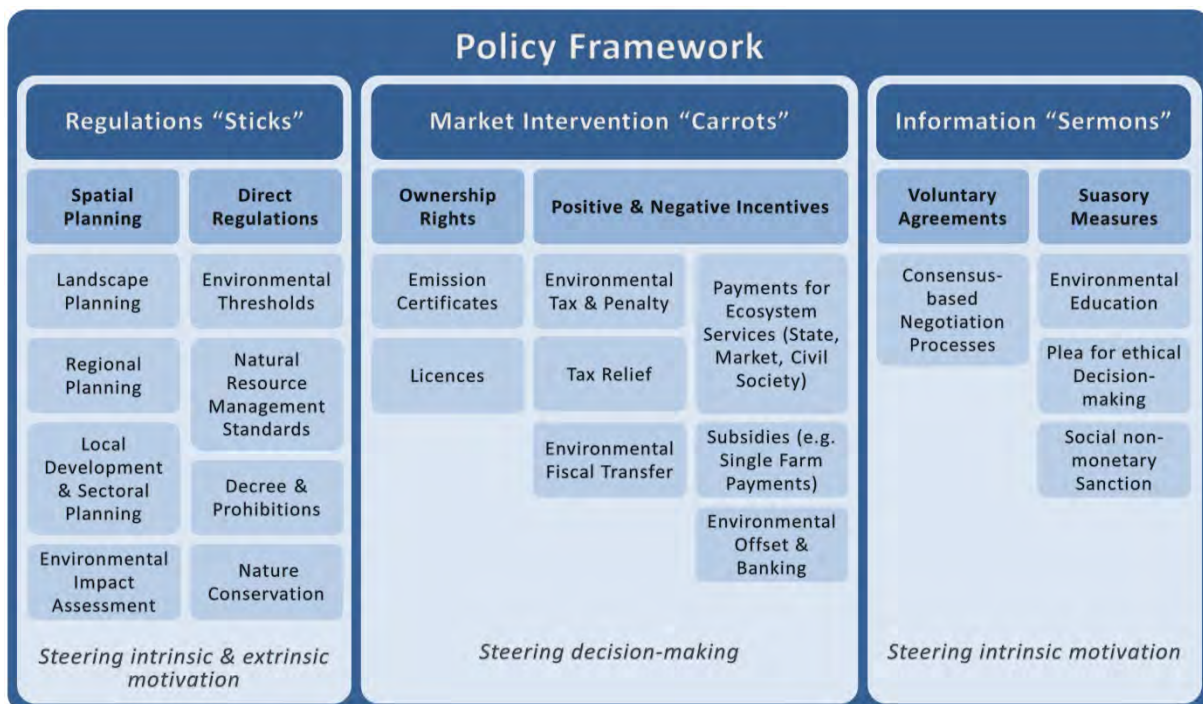 Policy Framework
Regulations “Sticks”
Spatial
Planning
Direct
Regulations
Landscape
Planning
Environmental
Thresholds
Regional
Planning
Natural
Resource
Management
Standards
Local
Development
& Sectoral
Planning
Decree &
Prohibitions
Environmental
Impact
Assessment
Nature
Conservation
Steering intrinsic & extrinsic
motivation
Market Intervention “Carrots”
Ownership
Rights
Positive & Negative Incentives
Emission
Certificates
Environmental
Tax & Penalty
Payments for
Ecosystem
Services (State,
Market, Civil
Society)
Licences
Tax Relief
Environmental
Fiscal Transfer
Subsidies (e.g.
Single Farm
Payments)
Environmental
Offset &
Banking
Steering decision-making
Information “Sermons”
Voluntary
Agreements
Suasory
Measures
Consensus-
based
Negotiation
Processes
Environmental
Education
Plea for ethical
Decision-
making
Social non-
monetary
Sanction
Steering intrinsic motivation